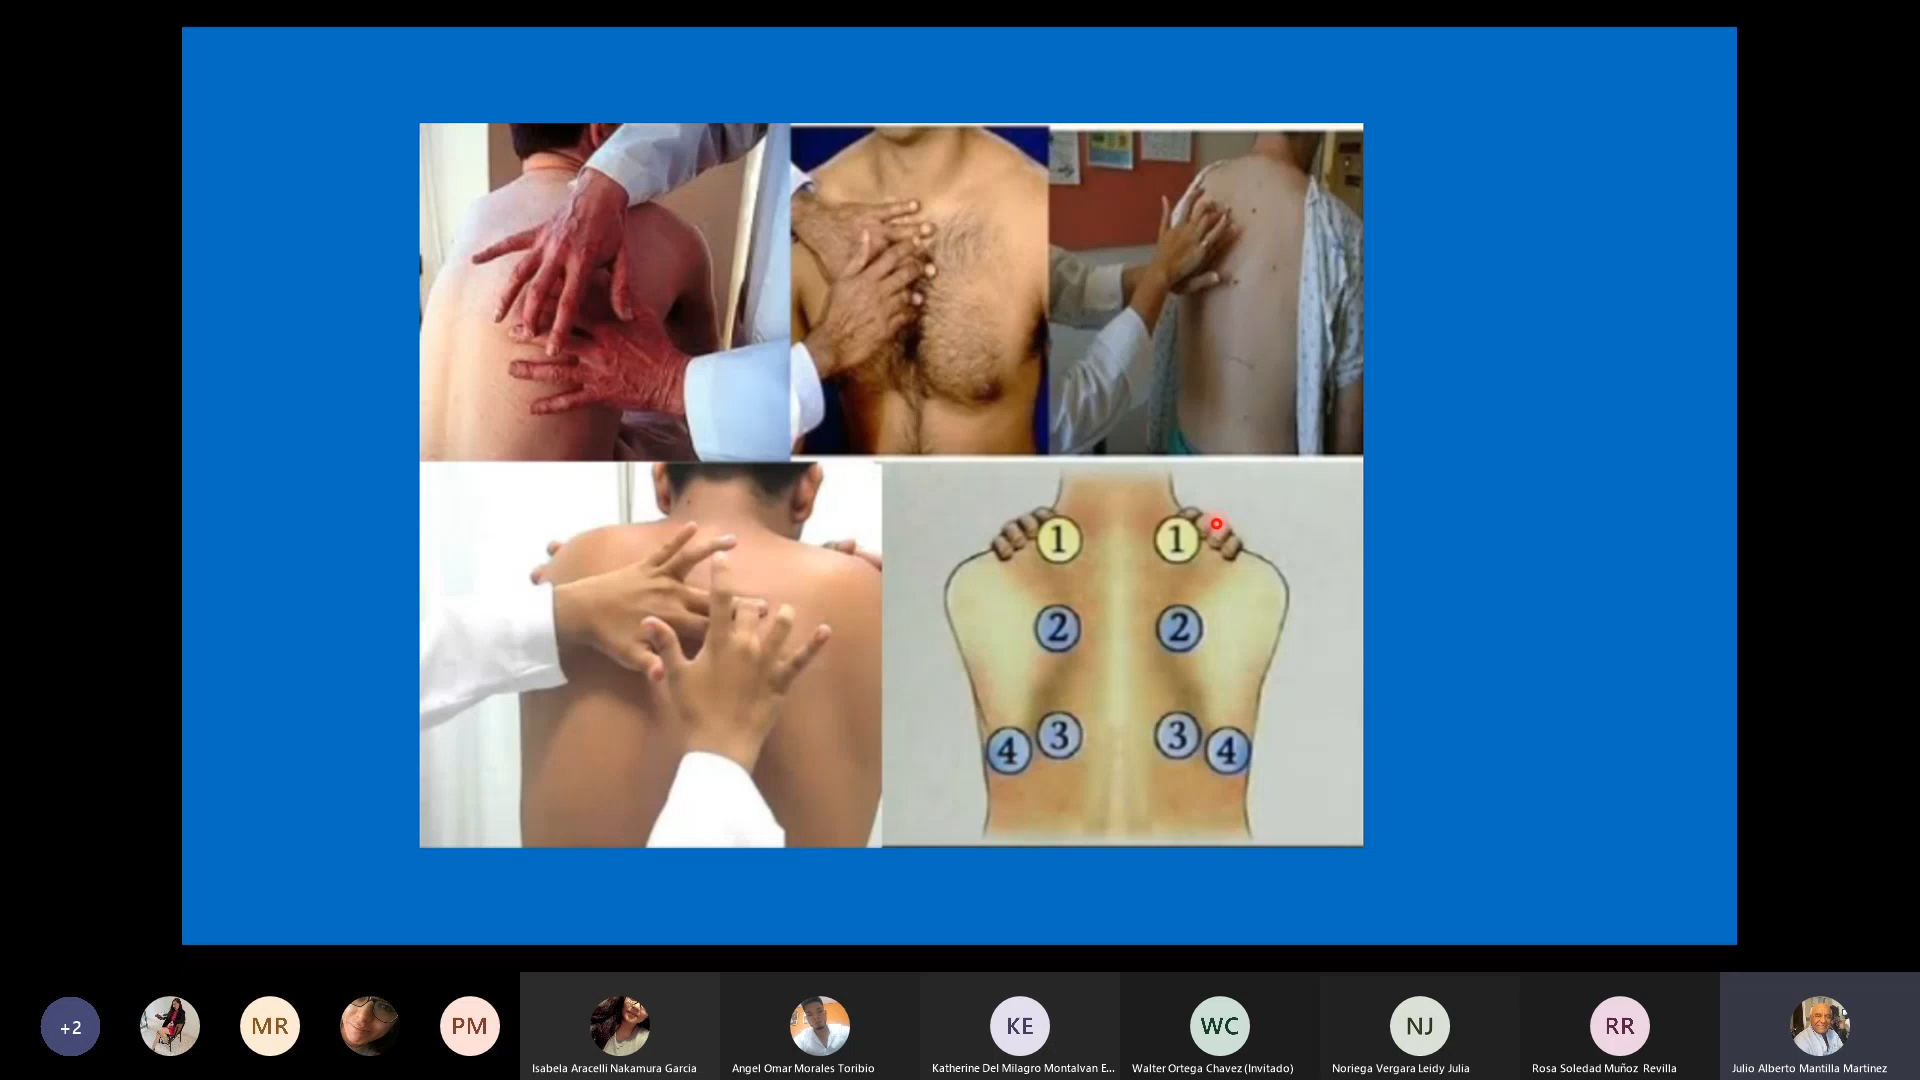 1 1
2 2
3 3
4 4
+2
MR
PM
KE
WC
NJ
RR
Isabela Aracelli Nakamura Garcia
Angel Omar Morales Toribio
Katherine Del Milagro Montalvan E...
Walter Ortega Chavez (Invitado)
Noriega Vergara Leidy Julia
Rosa Soledad Muñoz Revilla
Julio Alberto Mantilla Martinez